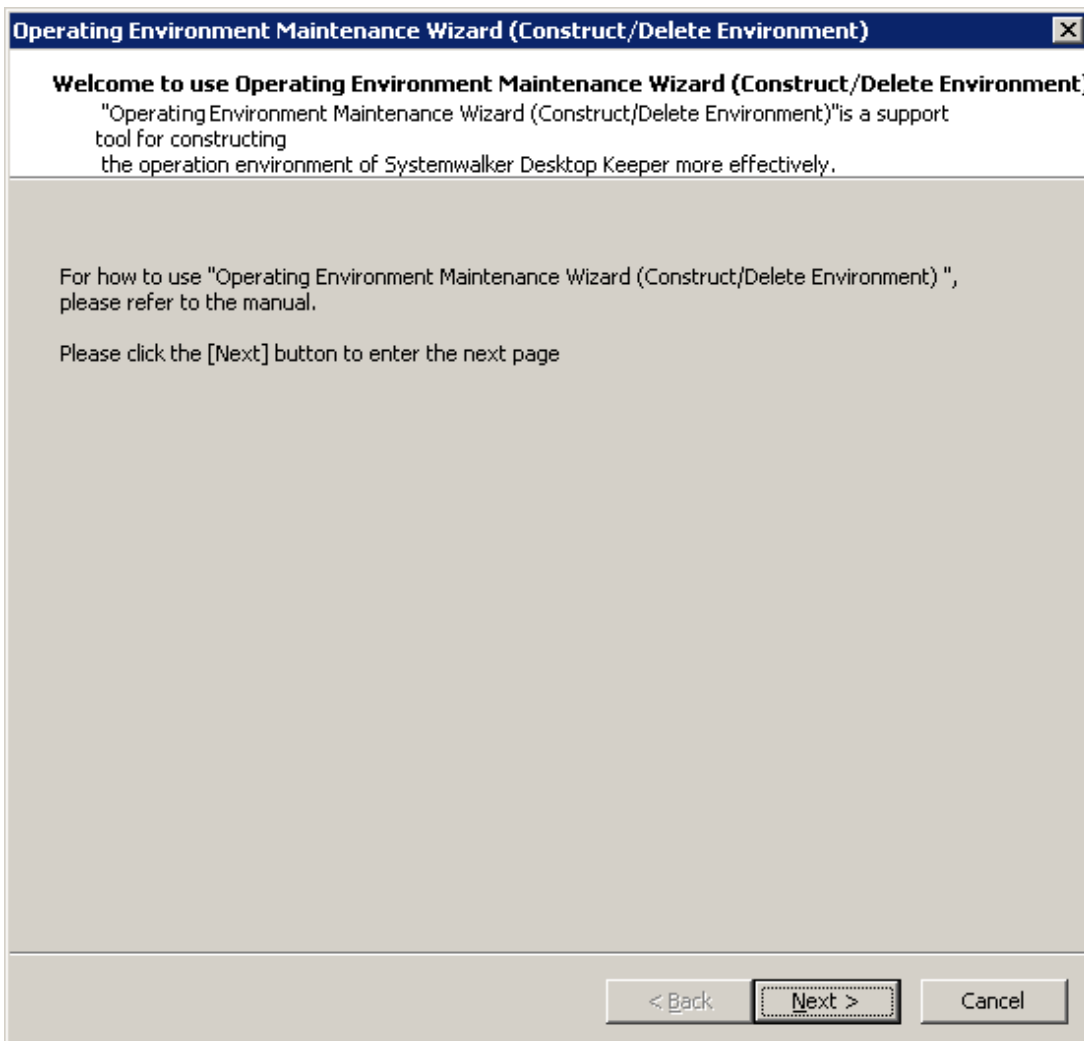 Operating Environment Maintenance Wizard (Construct/Delete Environment)
Welcome to use Operating Environment Maintenance Wizard (Construct/Delete Environment)
"Operating Environment Maintenance Wizard (Construct/Delete Environment)"is a support
tool for constructing
the operation environment of Systemwalker Desktop Keeper more effectively.
For how to use "Operating Environment Maintenance Wizard (Construct/Delete Environment) ",
please refer to the manual.
Please click the [Next] button to enter the next page
< Back Next > Cancel